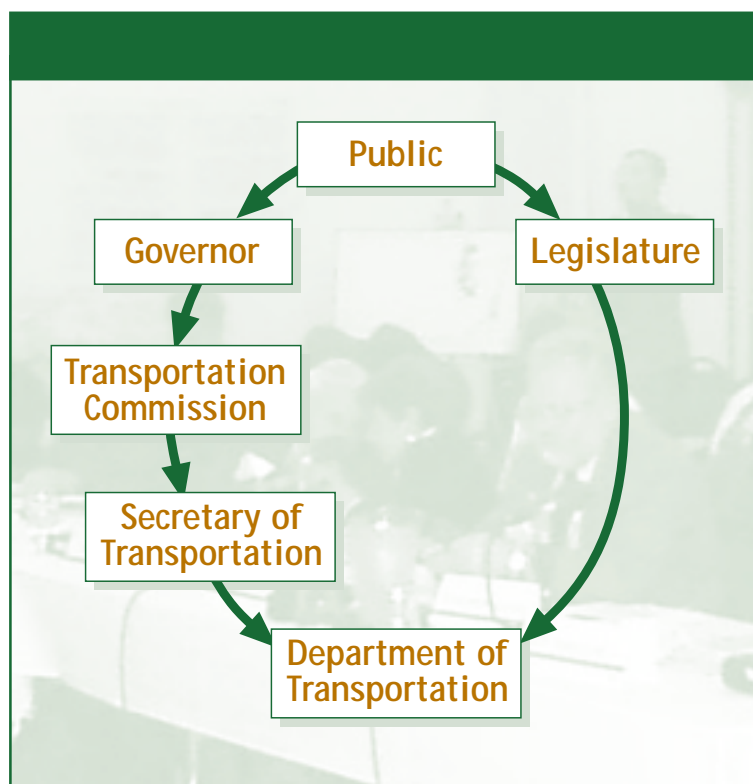 Public
Governor
Legislature
Transportation
Commission
Secretary of
Transportation
Department of
Transportation